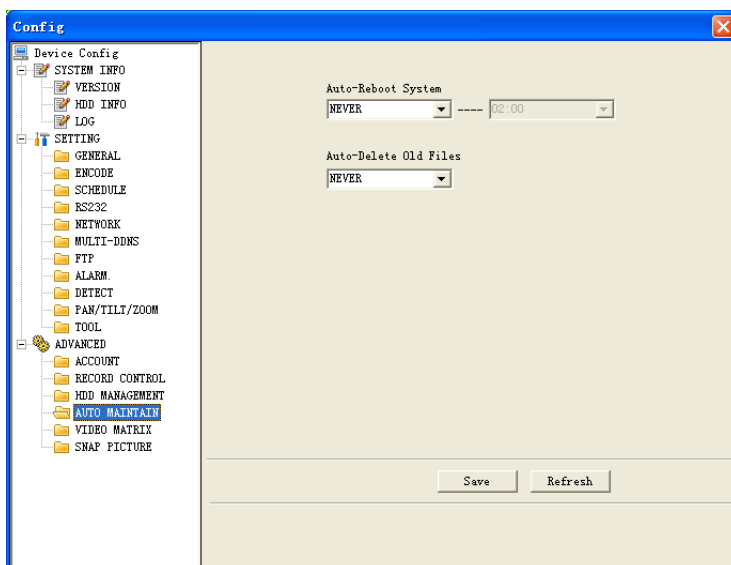 Config
Device Config
SYSTEM INFO
VERSION
HDD INFO
LOG
SETTING
GENERAL
ENCODE
SCHEDULE
RS232
NETWORK
MULTI-DDNS
FTP
ALARM.
DETECT
PAN/TILT/ZOOM
TOOL
ADVANCED
ACCOUNT
RECORD CONTROL
HDD MANAGEMENT
AUTO MAINTAIN
VIDEO MATRIX
SNAP PICTURE
Auto-Reboot System
NEVER ---- 02:00
Auto-Delete Old Files
NEVER
Save Refresh